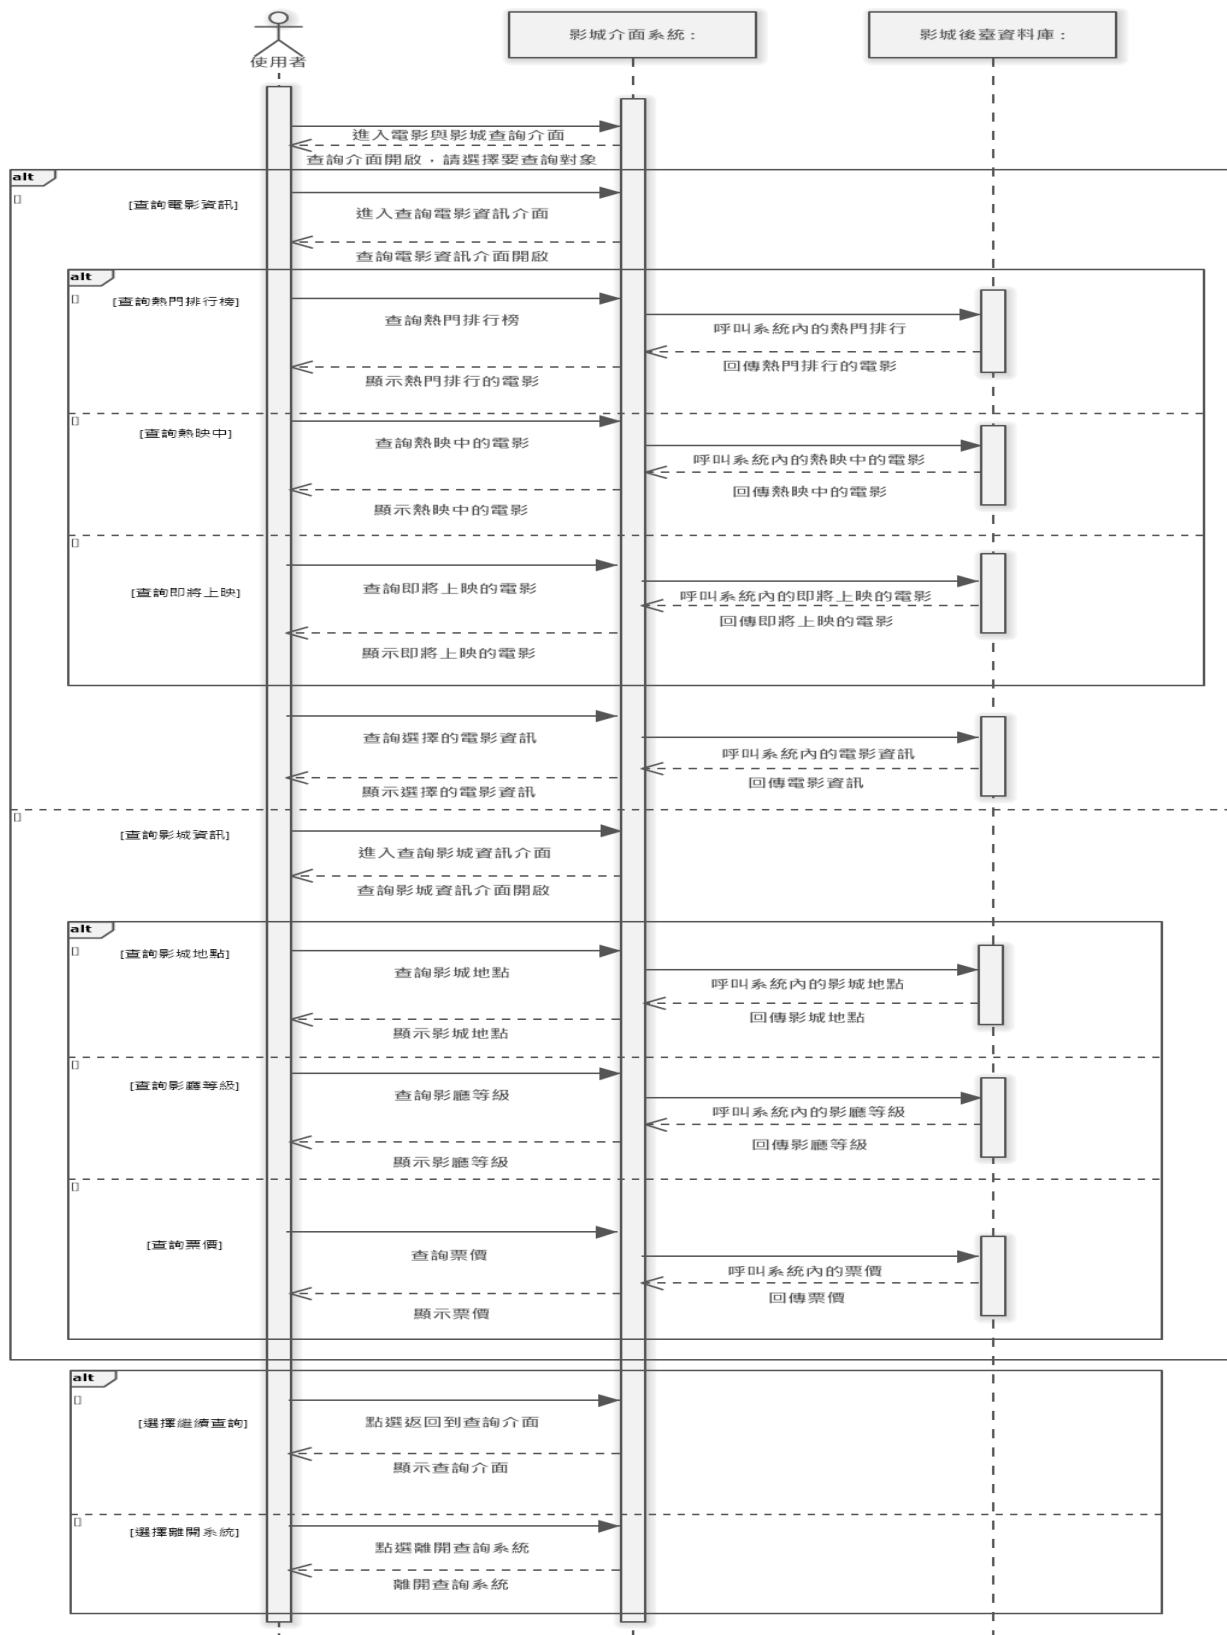 使用者
影城介面系統：
影城後臺資料庫：
進入電影與影城查詢介面
查詢介面開啟，請選擇要查詢對象
alt
[查詢電影資訊]
進入查詢電影資訊介面
查詢電影資訊介面開啟
alt
[查詢熱門排行榜]
查詢熱門排行榜
呼叫系統內的熱門排行
回傳熱門排行的電影
顯示熱門排行的電影
[查詢熱映中]
查詢熱映中的電影
呼叫系統內的熱映中的電影
回傳熱映中的電影
顯示熱映中的電影
[查詢即將上映]
查詢即將上映的電影
呼叫系統內的即將上映的電影
回傳即將上映的電影
顯示即將上映的電影
查詢選擇的電影資訊
呼叫系統內的電影資訊
回傳電影資訊
顯示選擇的電影資訊
[查詢影城資訊]
進入查詢影城資訊介面
查詢影城資訊介面開啟
alt
[查詢影城地點]
查詢影城地點
呼叫系統內的影城地點
回傳影城地點
顯示影城地點
[查詢影廳等級]
查詢影廳等級
呼叫系統內的影廳等級
回傳影廳等級
顯示影廳等級
[查詢票價]
查詢票價
呼叫系統內的票價
回傳票價
顯示票價
alt
[選擇繼續查詢]
點選返回到查詢介面
顯示查詢介面
[選擇離開系統]
點選離開查詢系統
離開查詢系統